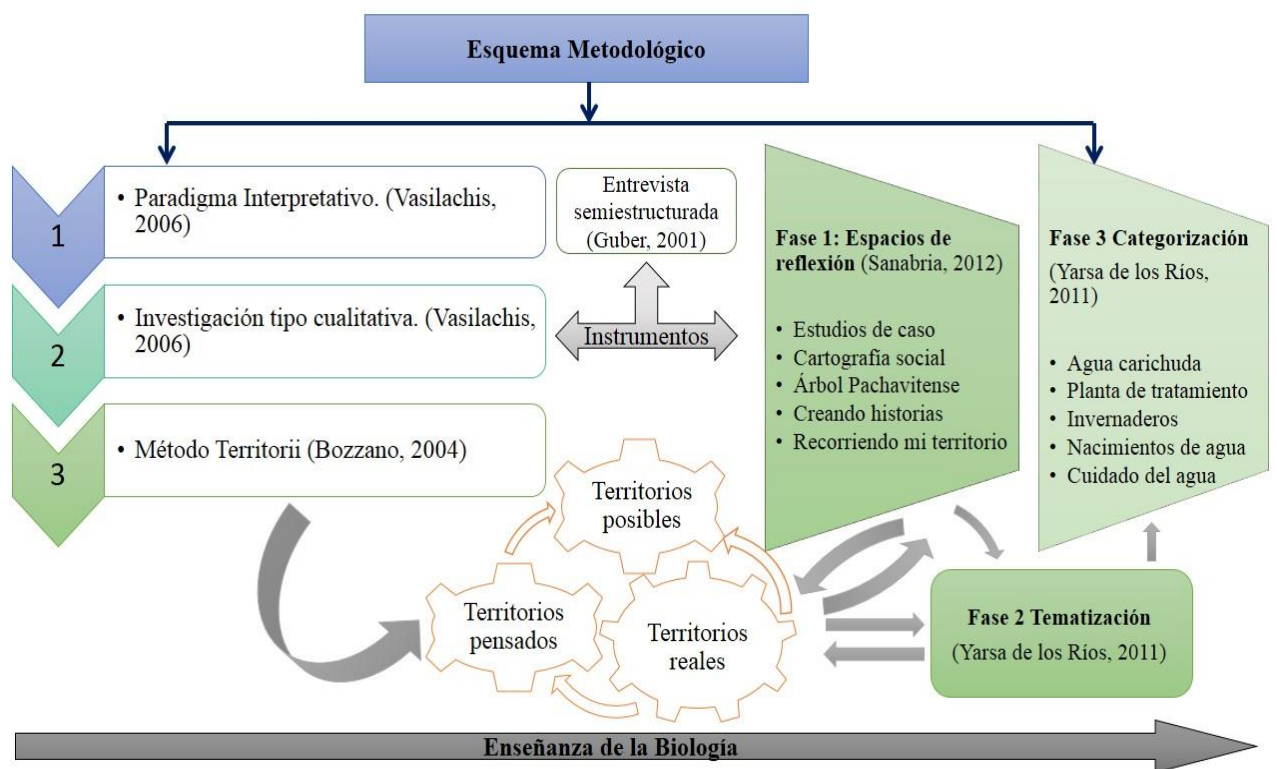 Esquema Metodológico
1
• Paradigma Interpretativo. (Vasilachis,
2006)
2
• Investigación tipo cualitativa. (Vasilachis,
2006)
3
• Método Territorii (Bozzano, 2004)
Entrevista
semiestructurada
(Guber, 2001)
Instrumentos
Territorios
posibles
Territorios
pensados
Territorios
reales
Fase 1: Espacios de
reflexión (Sanabria, 2012)
• Estudios de caso
• Cartografía social
• Árbol Pachavitense
• Creando historias
• Recorriendo mi territorio
Fase 2 Tematización
(Yarsa de los Ríos, 2011)
Fase 3 Categorización
(Yarsa de los Ríos,
2011)
• Agua carichuda
• Planta de tratamiento
• Invernaderos
• Nacimientos de agua
• Cuidado del agua
Enseñanza de la Biología